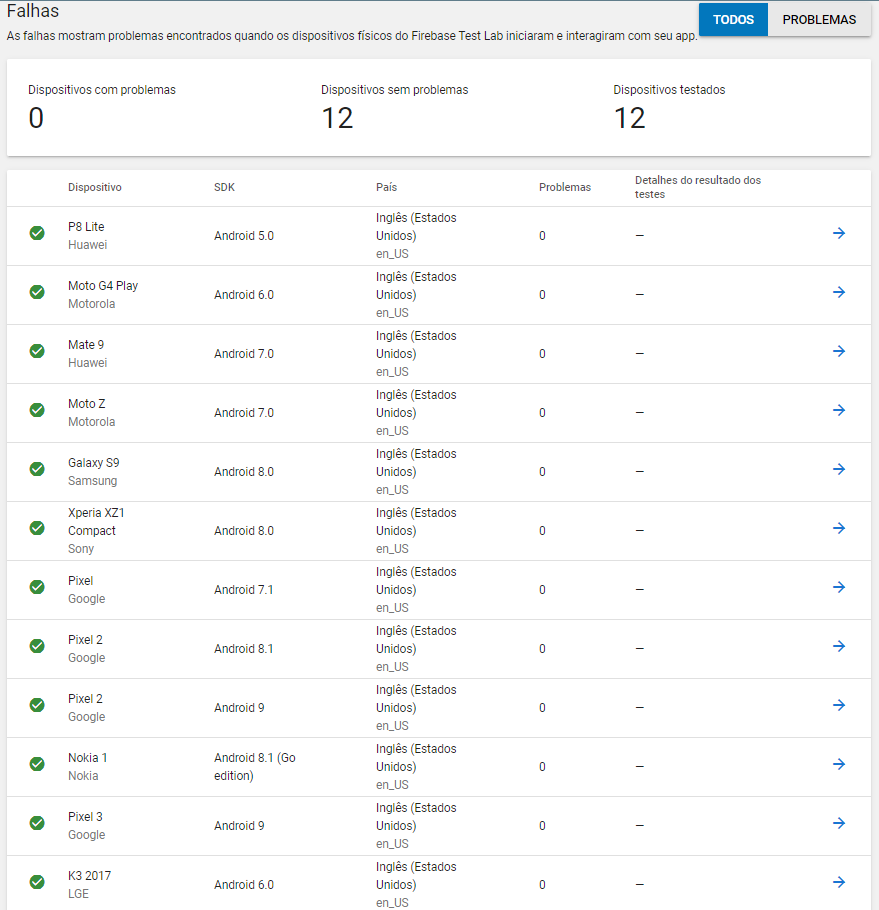 Falhas
TODOS PROBLEMAS
As falhas mostram problemas encontrados quando os dispositivos físicos do Firebase Test Lab iniciaram e interagiram com seu app.
Dispositivos com problemas Dispositivos sem problemas Dispositivos testados
0 12 12
Dispositivo SDK País Problemas Detalhes do resultado dos
testes
P8 Lite
Huawei
Android 5.0
Inglês (Estados
Unidos)
en_US
0
—
Moto G4 Play
Motorola
Android 6.0
Inglês (Estados
Unidos)
en_US
0
—
Mate 9
Huawei
Android 7.0
Inglês (Estados
Unidos)
en_US
0
—
Moto Z
Motorola
Android 7.0
Inglês (Estados
Unidos)
en_US
0
—
Galaxy S9
Samsung
Android 8.0
Inglês (Estados
Unidos)
en_US
0
—
Xperia XZ1
Compact
Sony
Android 8.0
Inglês (Estados
Unidos)
en_US
0
—
Pixel
Google
Android 7.1
Inglês (Estados
Unidos)
en_US
0
—
Pixel 2
Google
Android 8.1
Inglês (Estados
Unidos)
en_US
0
—
Pixel 2
Google
Android 9
Inglês (Estados
Unidos)
en_US
0
—
Nokia 1
Nokia
Android 8.1 (Go
edition)
Inglês (Estados
Unidos)
en_US
0
—
Pixel 3
Google
Android 9
Inglês (Estados
Unidos)
en_US
0
—
K3 2017
LGE
Android 6.0
Inglês (Estados
Unidos)
en_US
0
—